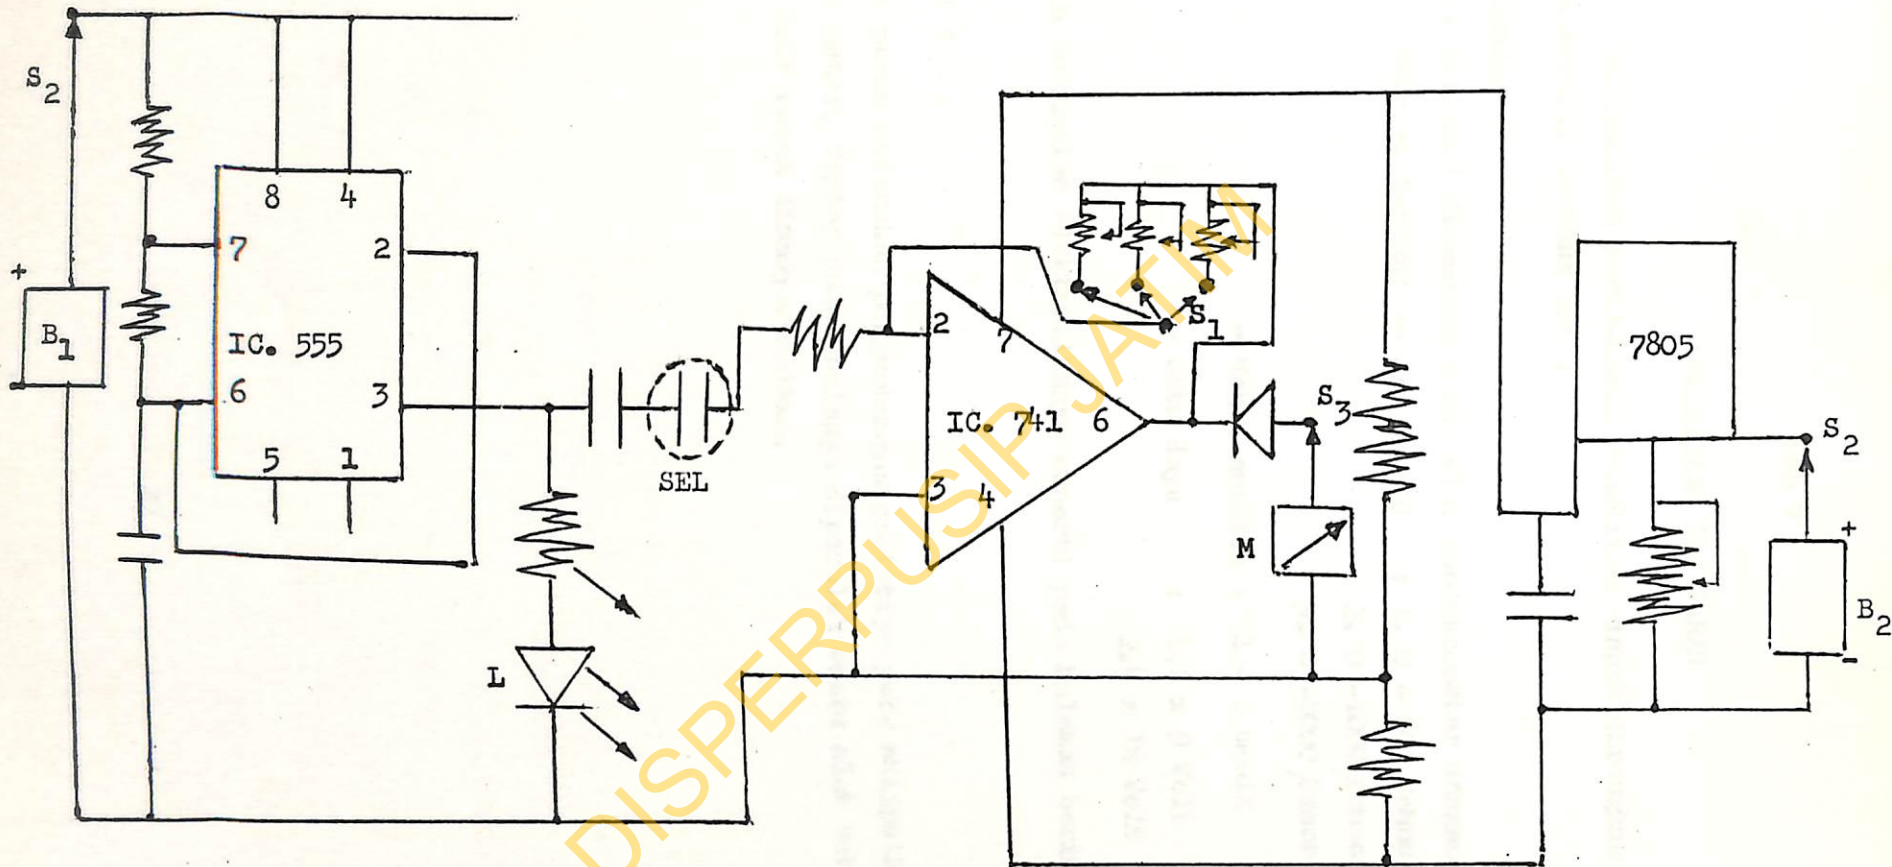 S2
+
B1
-
8 4
7 2
IC. 555
6 3
5 1
L
SEL
2
7
IC. 741 6
3
4
S1
S3
M
7805
S2
+
B2
-
DISPERPUSIP JATIM